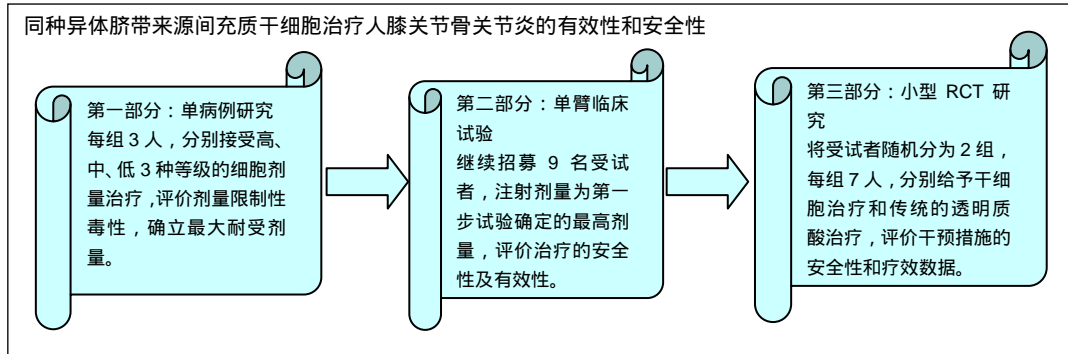 同种异体脐带来源间充质干细胞治疗人膝关节骨关节炎的有效性和安全性
第一部分：单病例研究
每组 3 人，分别接受高、
中、低 3 种等级的细胞剂
量治疗，评价剂量限制性
毒性，确立最大耐受剂
量。
第二部分：单臂临床
试验
继续招募 9 名受试
者，注射剂量为第一
步试验确定的最高剂
量，评价治疗的安全
性及有效性。
第三部分：小型 RCT 研
究
将受试者随机分为 2 组，
每组 7 人，分别给予干细
胞治疗和传统的透明质
酸治疗，评价干预措施的
安全性和疗效数据。